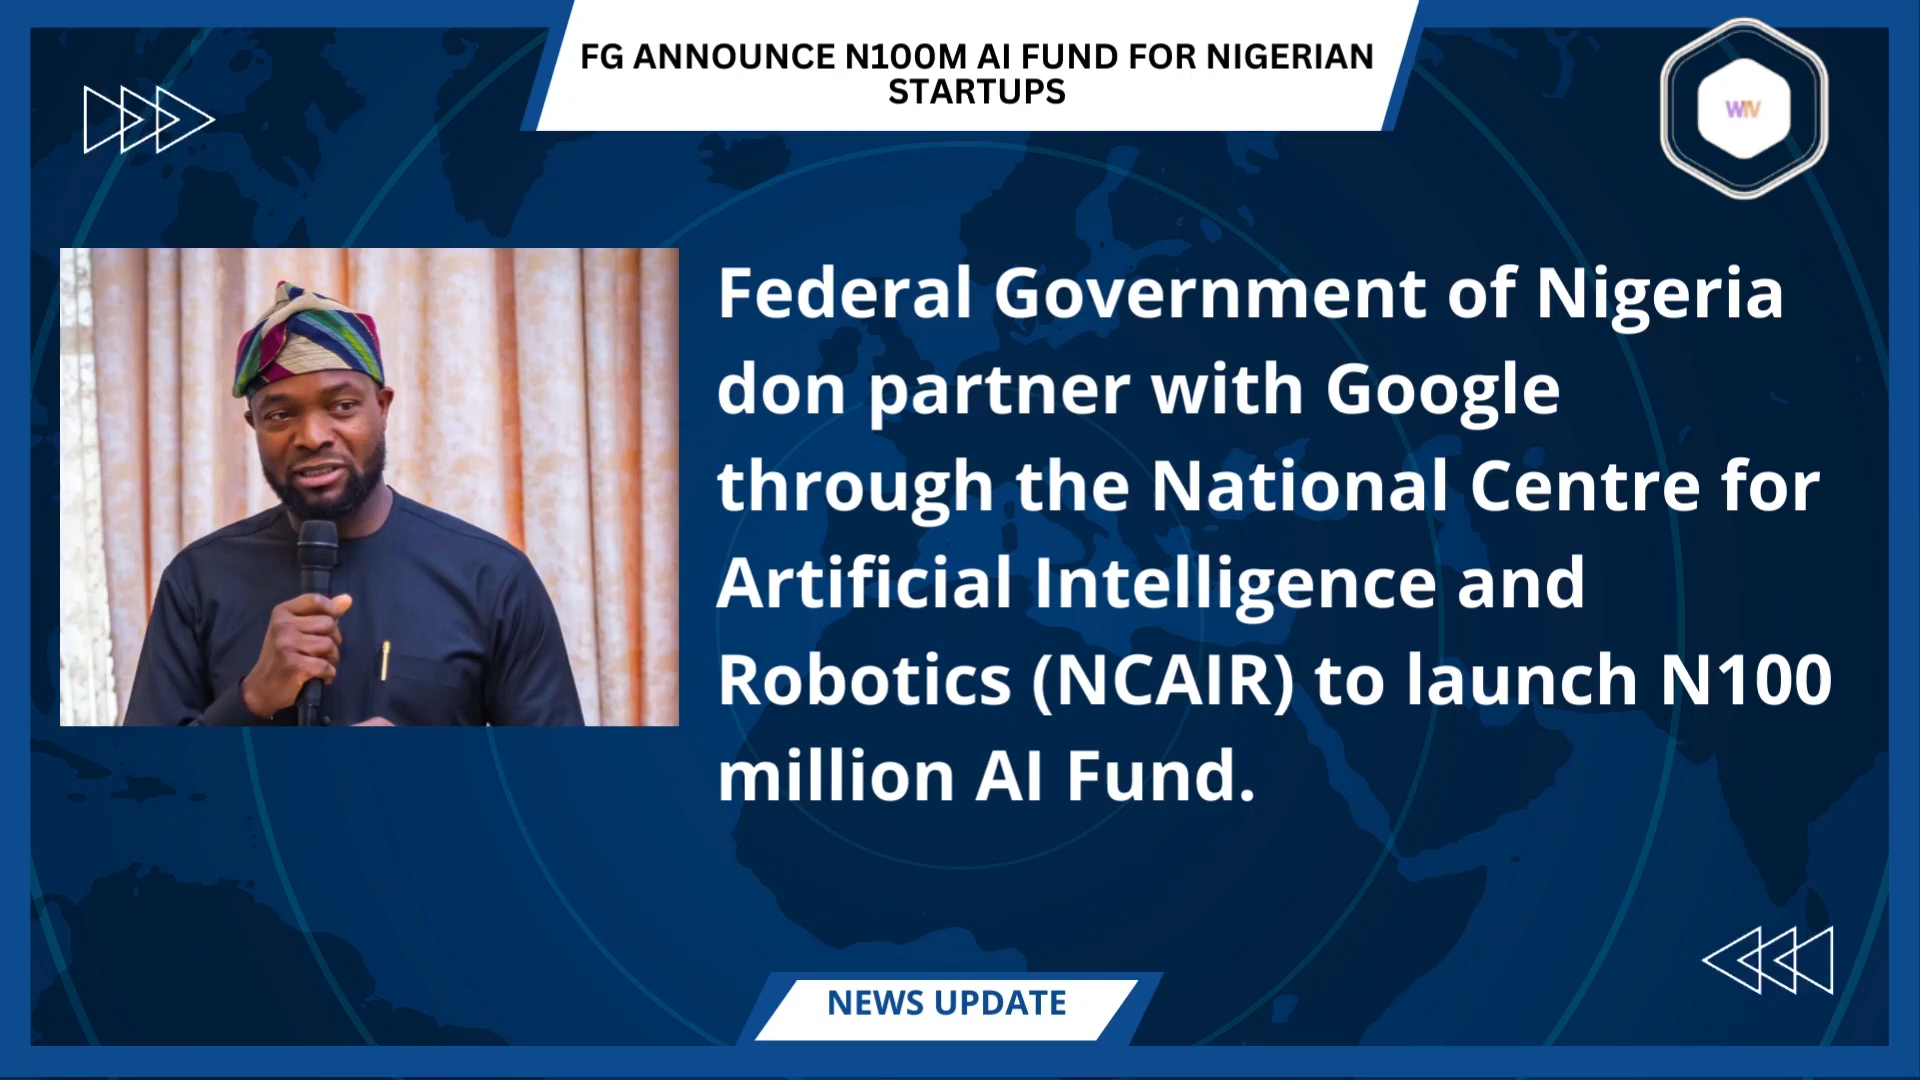 FG ANNOUNCE N100M AI FUND FOR NIGERIAN
STARTUPS
WN
Federal Government of Nigeria
don partner with Google
through the National Centre for
Artificial Intelligence and
Robotics (NCAIR) to launch N100
million AI Fund.
NEWS UPDATE